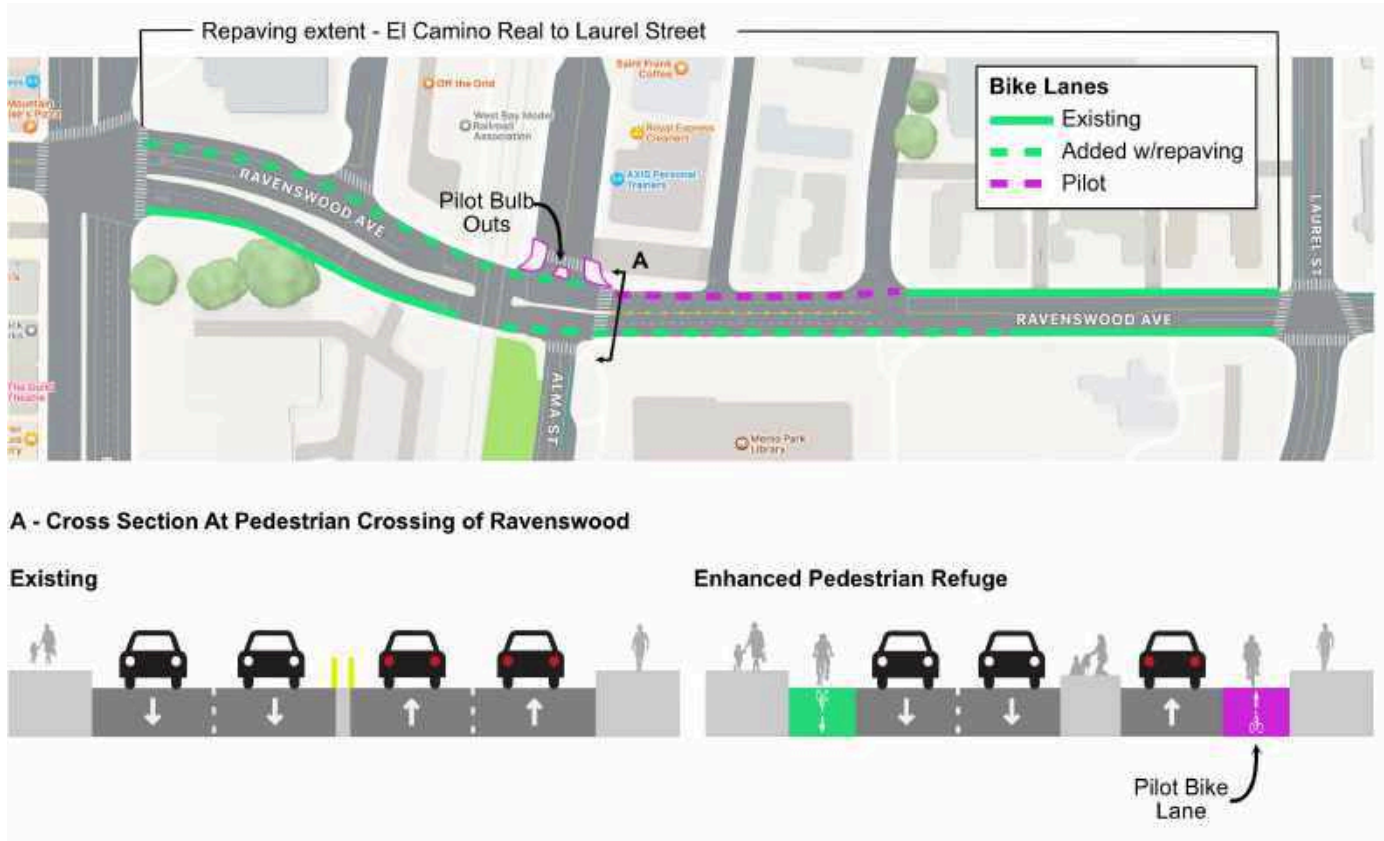 Repaving extent - El Camino Real to Laurel Street
Bike Lanes
Existing
Added w/repaving
Pilot
Saint Frank
Coffee
Off the Grid
West Bay Model
Railroad
Association
Royal Express
Cleaners
AXIS Personal
Trainers
RAVENSWOOD AVE
Pilot Bulb
Outs
A
LAUREL ST
RAVENSWOOD AVE
ALMA ST
Menlo Park
Library
The Guild
Theatre
A - Cross Section At Pedestrian Crossing of Ravenswood
Existing
Enhanced Pedestrian Refuge
Pilot Bike
Lane